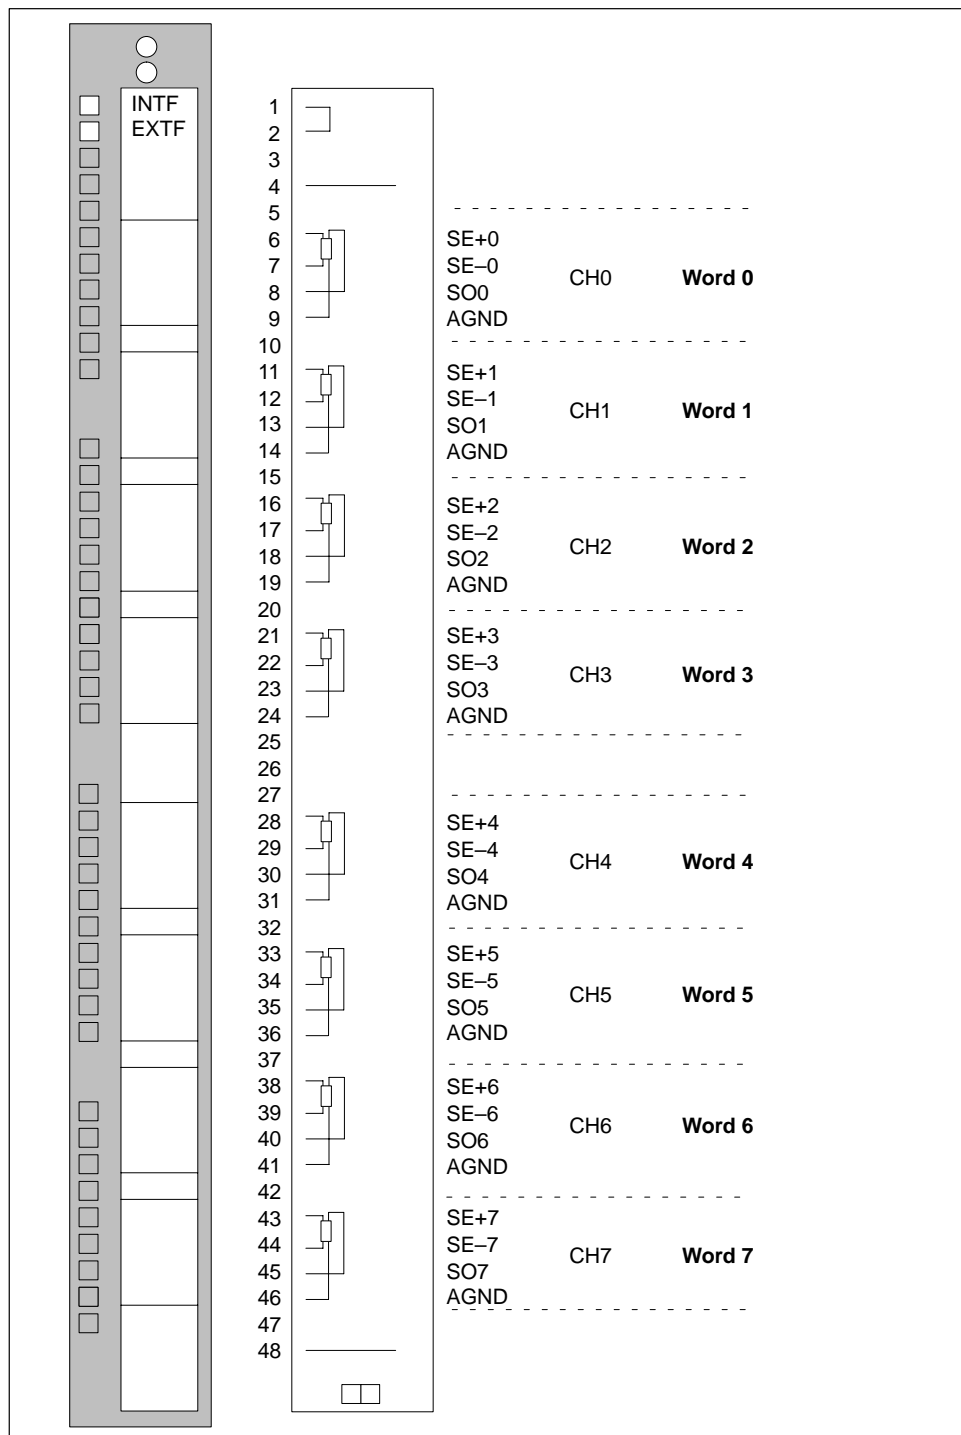 INTF
EXTF
1
2
3
4
5
6 SE+0
7 SE–0 CH0 Word 0
8 SO0
9 AGND
10
11 SE+1
12 SE–1 CH1 Word 1
13 SO1
14 AGND
15
16 SE+2
17 SE–2 CH2 Word 2
18 SO2
19 AGND
20
21 SE+3
22 SE–3 CH3 Word 3
23 SO3
24 AGND
25
26
27
28 SE+4
29 SE–4 CH4 Word 4
30 SO4
31 AGND
32
33 SE+5
34 SE–5 CH5 Word 5
35 SO5
36 AGND
37
38 SE+6
39 SE–6 CH6 Word 6
40 SO6
41 AGND
42
43 SE+7
44 SE–7 CH7 Word 7
45 SO7
46 AGND
47
48